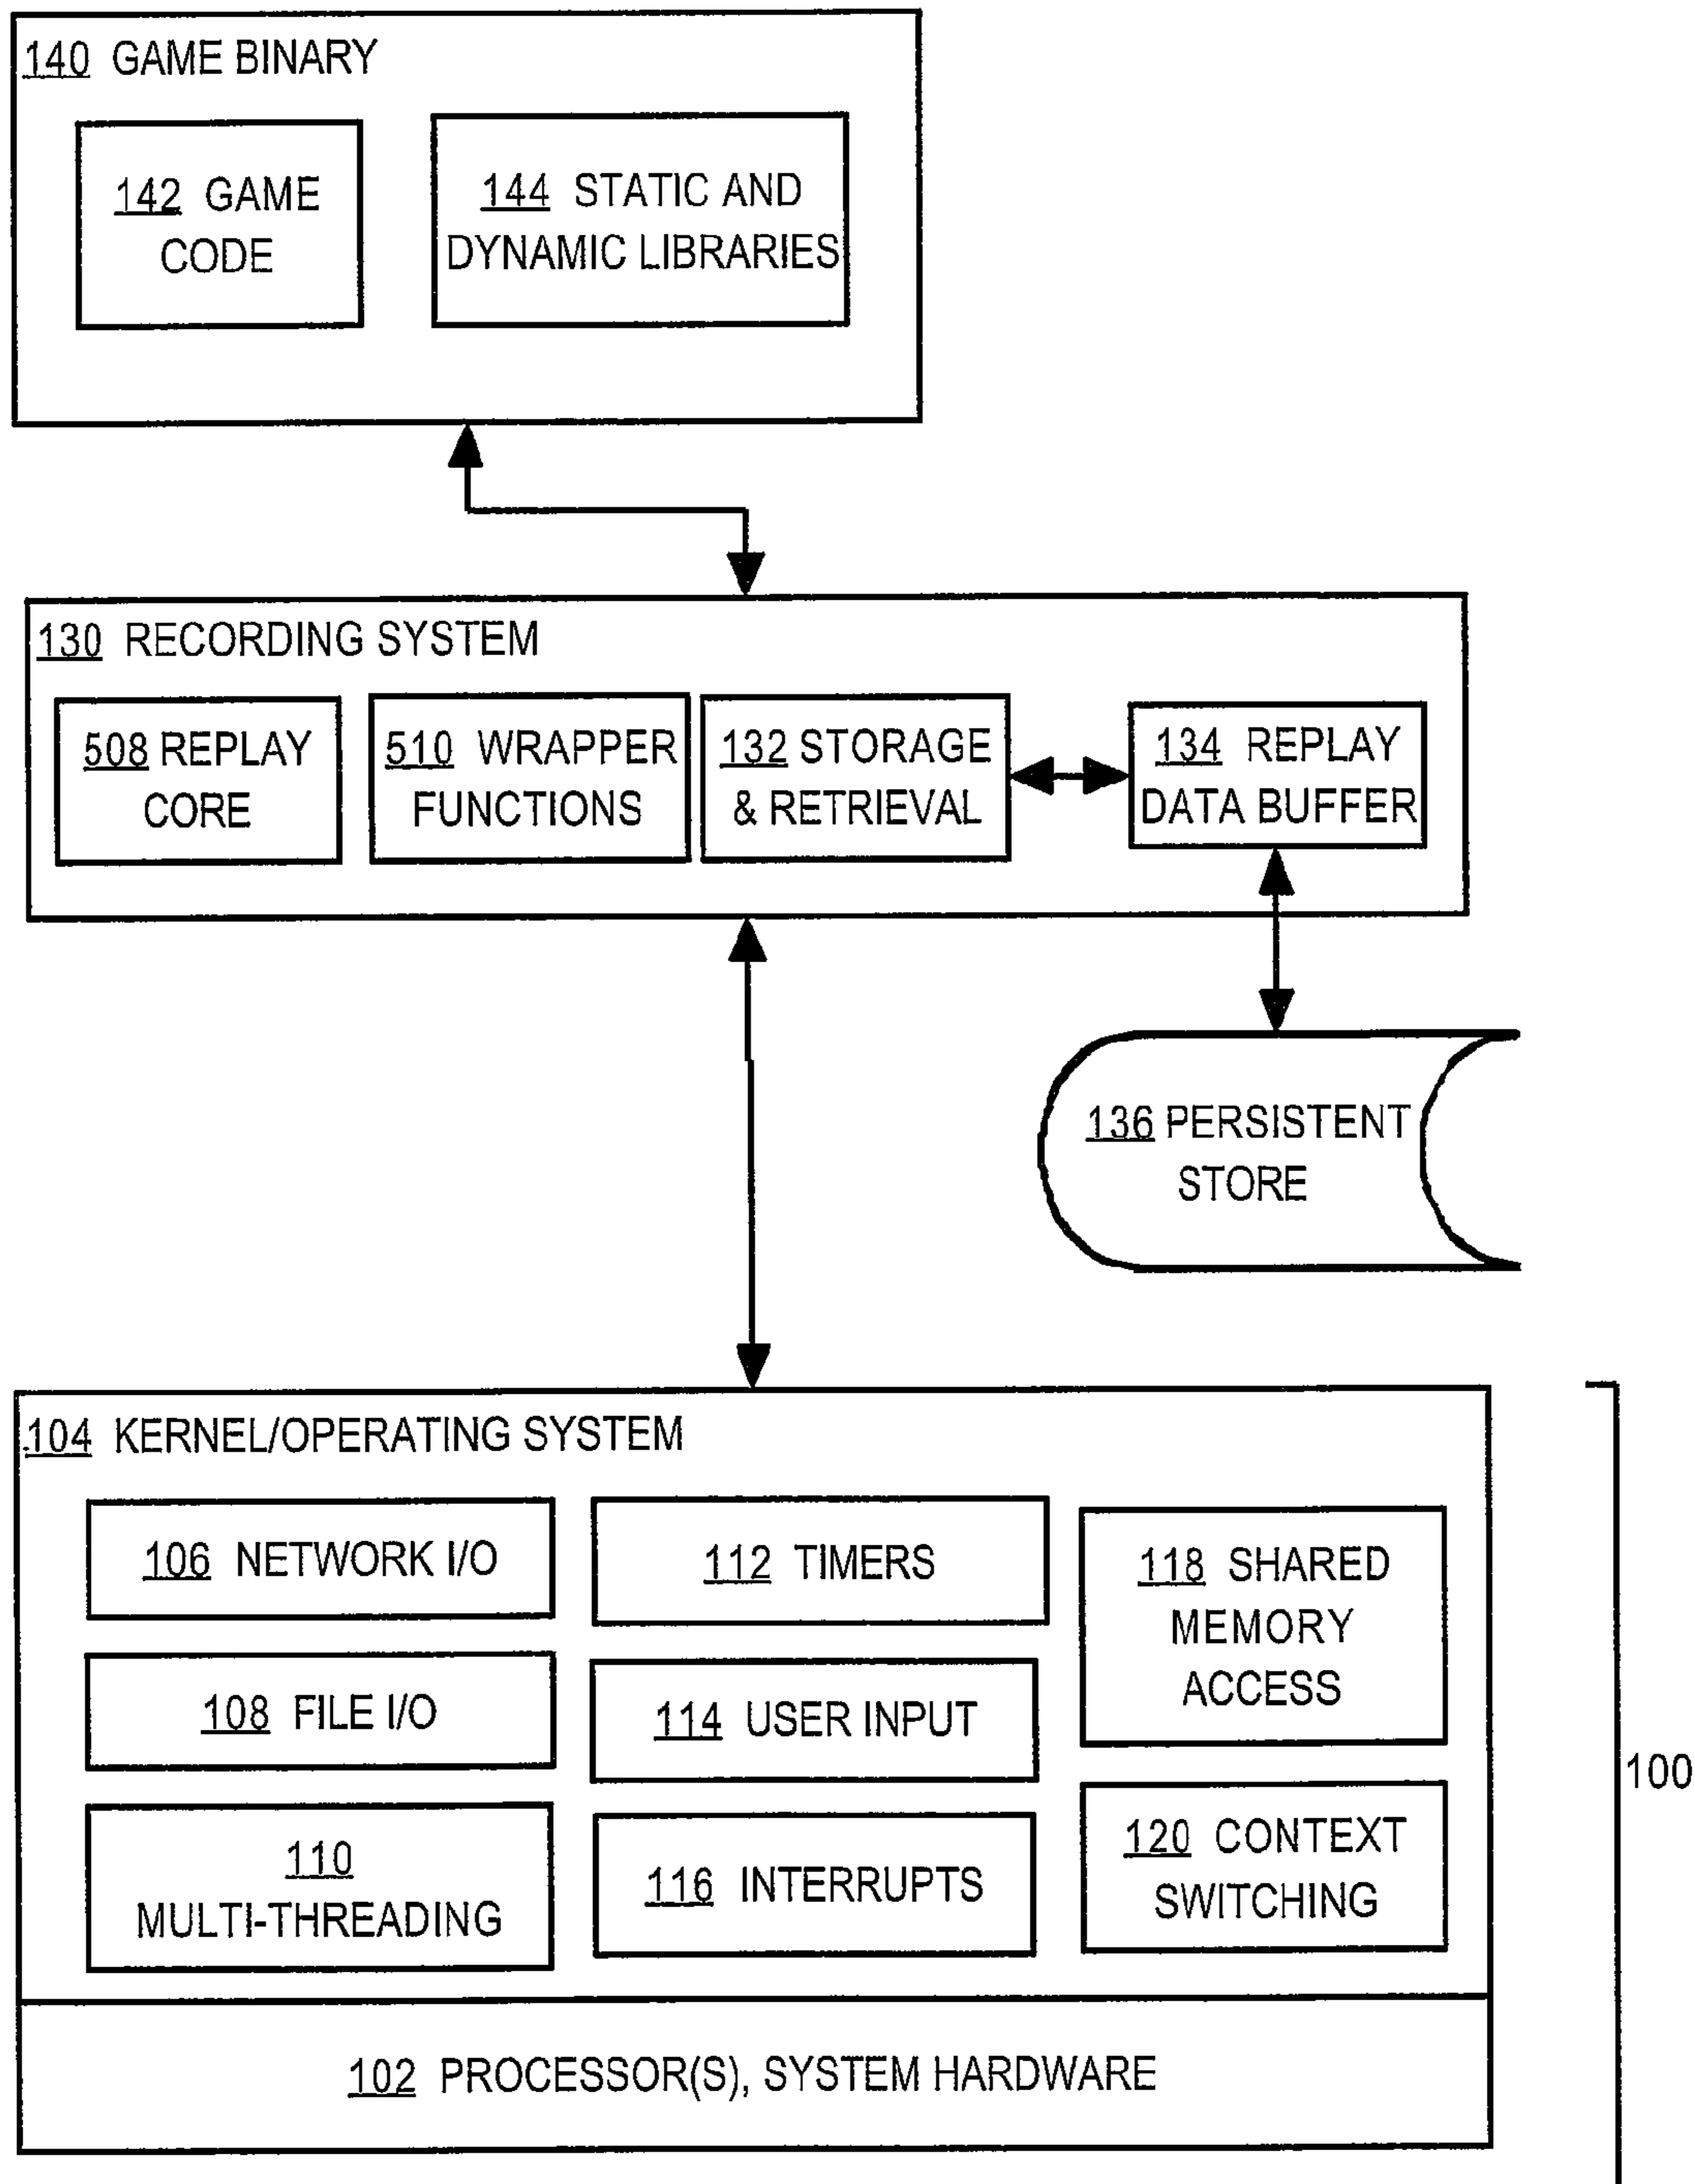 140 GAME BINARY
142 GAME
CODE
144 STATIC AND
DYNAMIC LIBRARIES
130 RECORDING SYSTEM
508 REPLAY
CORE
510 WRAPPER
FUNCTIONS
132 STORAGE
& RETRIEVAL
134 REPLAY
DATA BUFFER
136 PERSISTENT
STORE
104 KERNEL/OPERATING SYSTEM
106 NETWORK I/O
112 TIMERS
118 SHARED
MEMORY
ACCESS
108 FILE I/O
114 USER INPUT
110
MULTI-THREADING
116 INTERRUPTS
120 CONTEXT
SWITCHING
100
102 PROCESSOR(S), SYSTEM HARDWARE